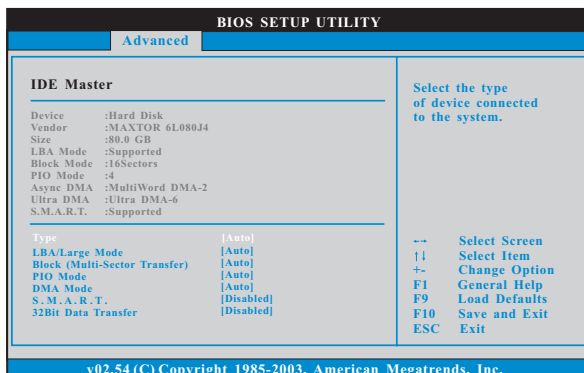 BIOS SETUP UTILITY
Advanced
IDE Master
Device :Hard Disk
Vendor :MAXTOR 6L080J4
Size :80.0 GB
LBA Mode :Supported
Block Mode :16Sectors
PIO Mode :4
Async DMA :MultiWord DMA-2
Ultra DMA :Ultra DMA-6
S.M.A.R.T. :Supported
Type [Auto]
LBA/Large Mode [Auto]
Block (Multi-Sector Transfer) [Auto]
PIO Mode [Auto]
DMA Mode [Auto]
S.M.A.R.T. [Disabled]
32Bit Data Transfer [Disabled]
Select the type
of device connected
to the system.
↔ Select Screen
↑↓ Select Item
+- Change Option
F1 General Help
F9 Load Defaults
F10 Save and Exit
ESC Exit
v02.54 (C) Copyright 1985-2003, American Megatrends, Inc.